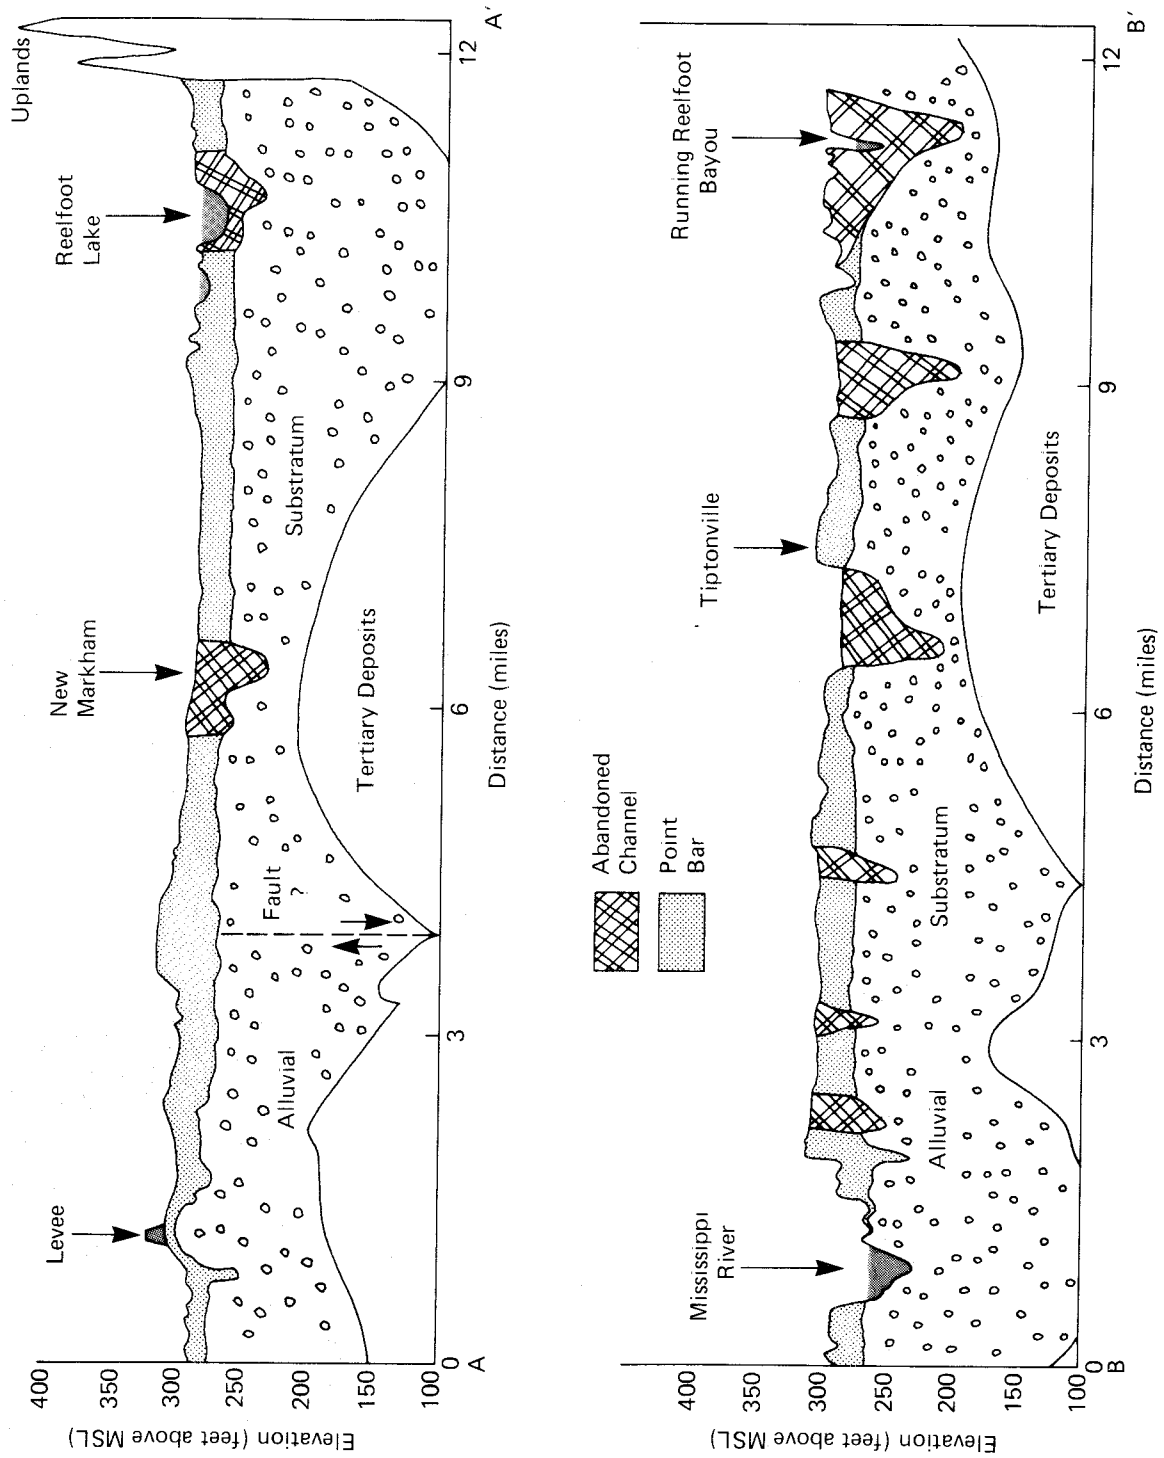 Uplands
Reelfoot
Lake
New
Markham
Levee
400
350
300
250
200
150
100
Elevation (feet above MSL)
Alluvial
Fault
?
Substratum
Tertiary Deposits
0
3
6
9
12
A
A′
Distance (miles)
Abandoned
Channel
Point
Bar
Mississippi
River
Tiptonville
Running Reelfoot
Bayou
400
350
300
250
200
150
100
Elevation (feet above MSL)
Alluvial
Substratum
Tertiary Deposits
0
3
6
9
12
B
B′
Distance (miles)